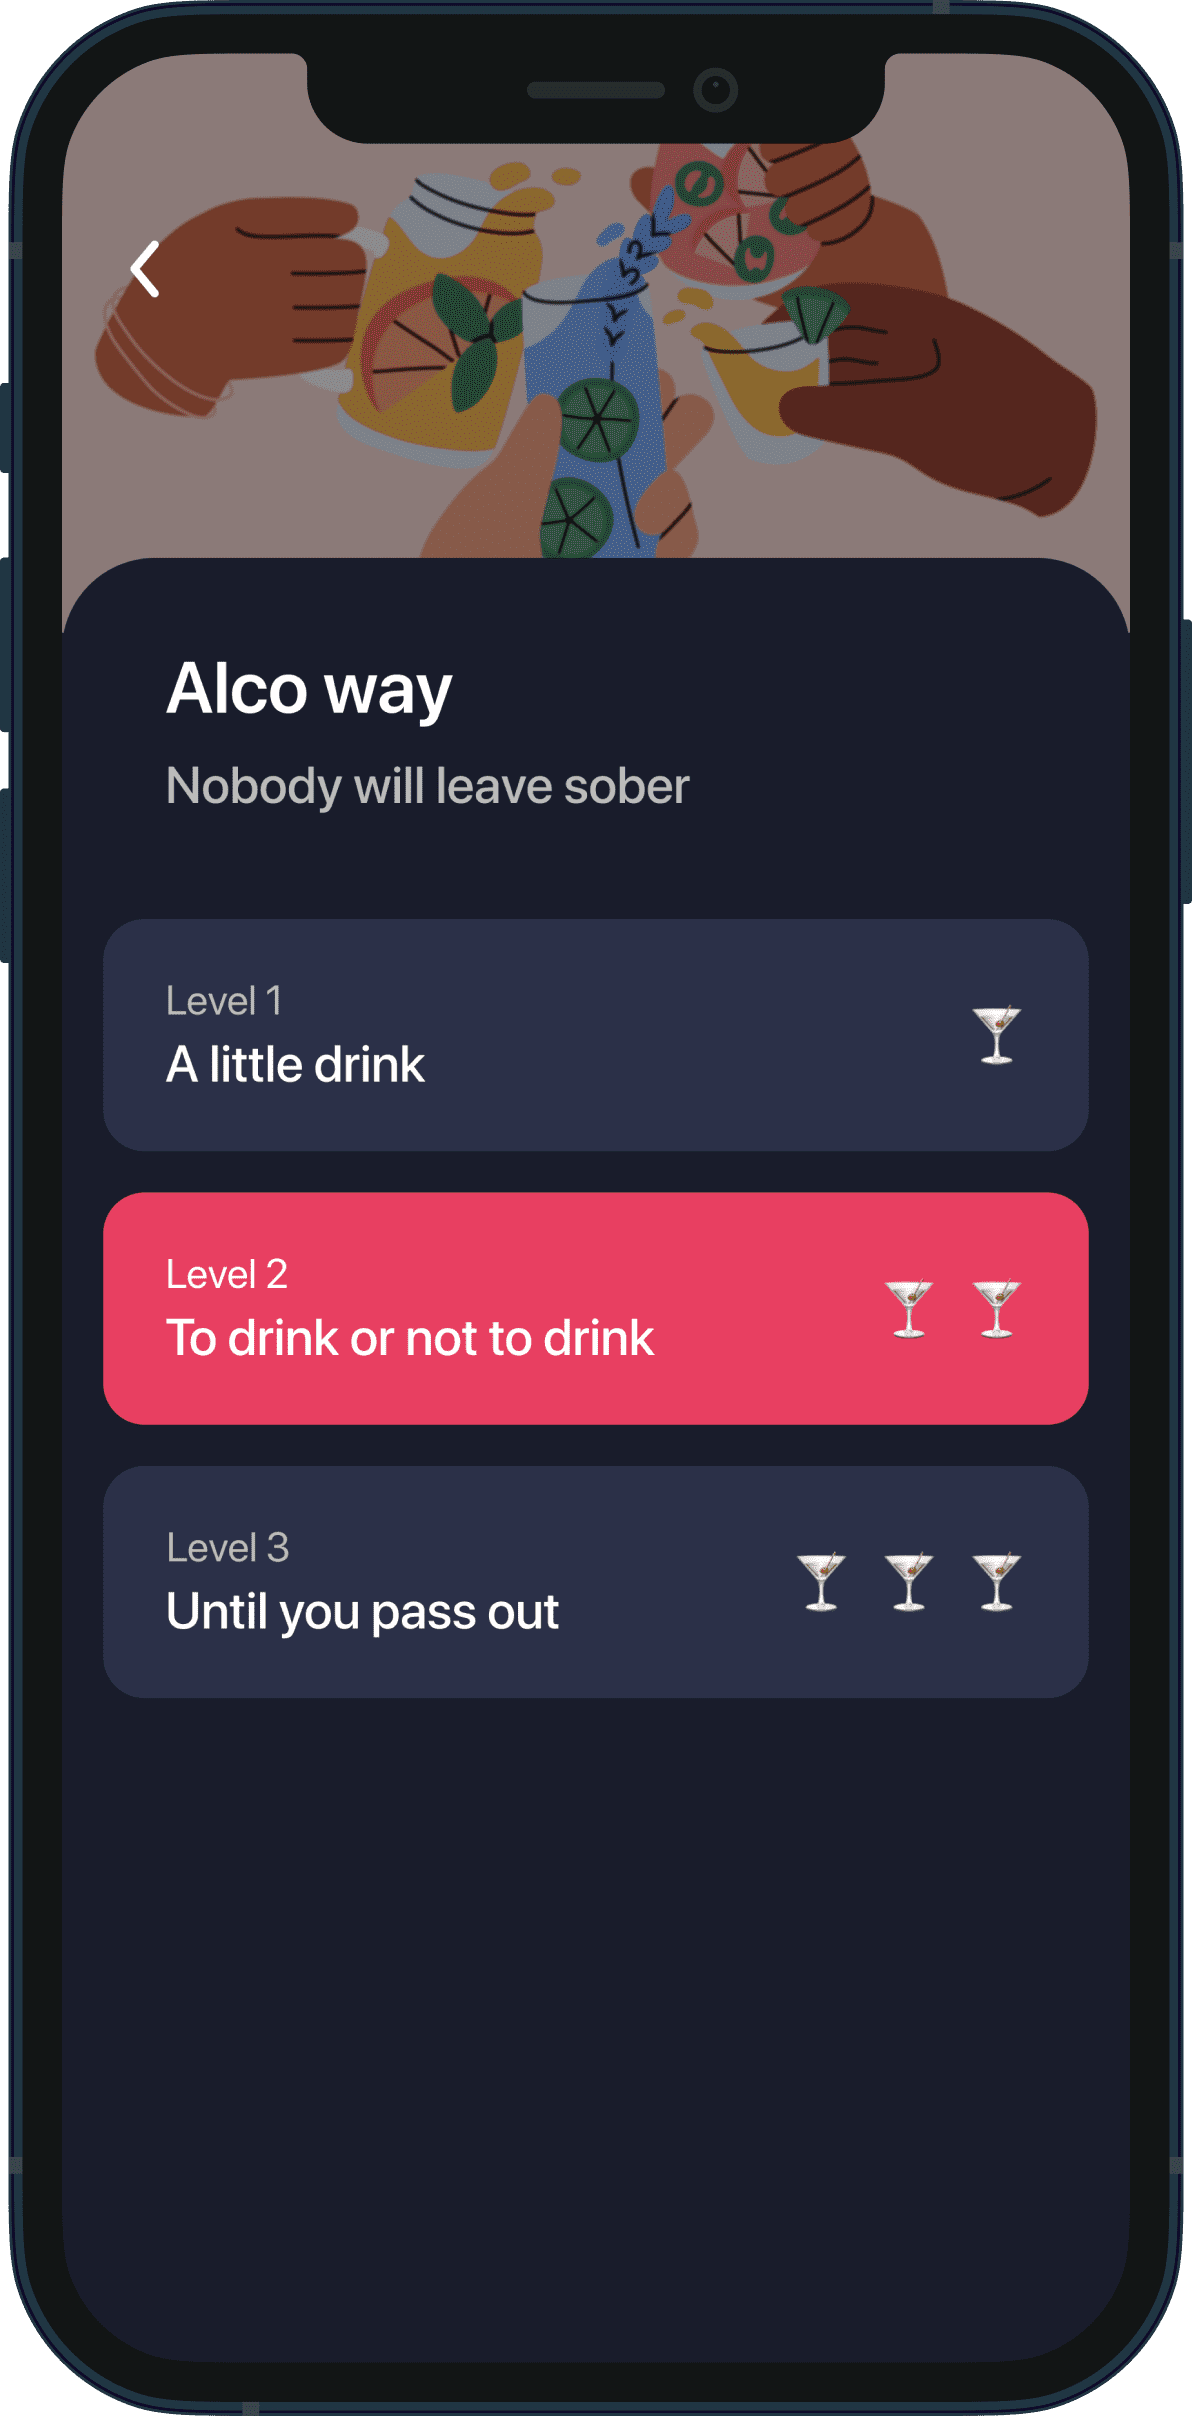 Alco way
Nobody will leave sober
Level 1
A little drink
Level 2
To drink or not to drink
Level 3
Until you pass out